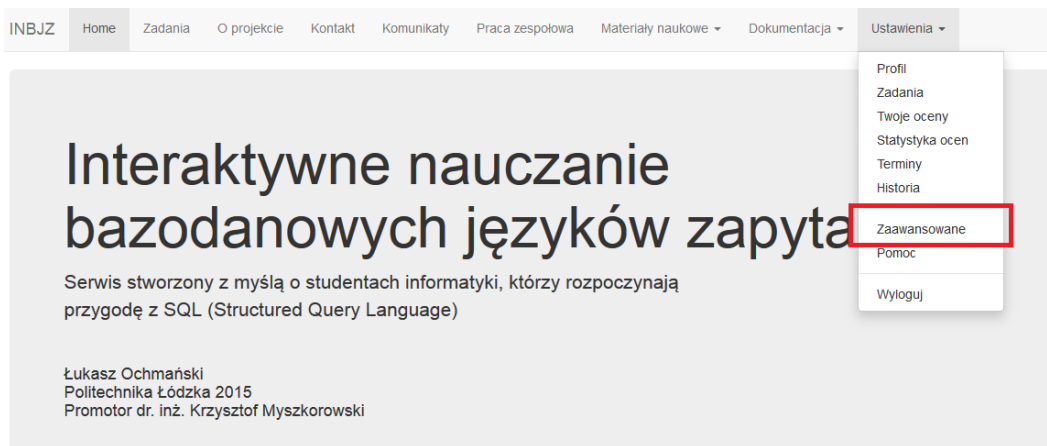 INBJZ Home Zadania O projekcie Kontakt Komunikaty Praca zespołowa Materiały naukowe Dokumentacja Ustawienia
Profil
Zadania
Twoje oceny
Statystyka ocen
Terminy
Historia
Zaawansowane
Pomoc
Wyloguj
Interaktywne nauczanie
bazodanowych języków zapyta
Serwis stworzony z myślą o studentach informatyki, którzy rozpoczynają
przygodę z SQL (Structured Query Language)
Łukasz Ochmański
Politechnika Łódzka 2015
Promotor dr. inż. Krzysztof Myszkorowski